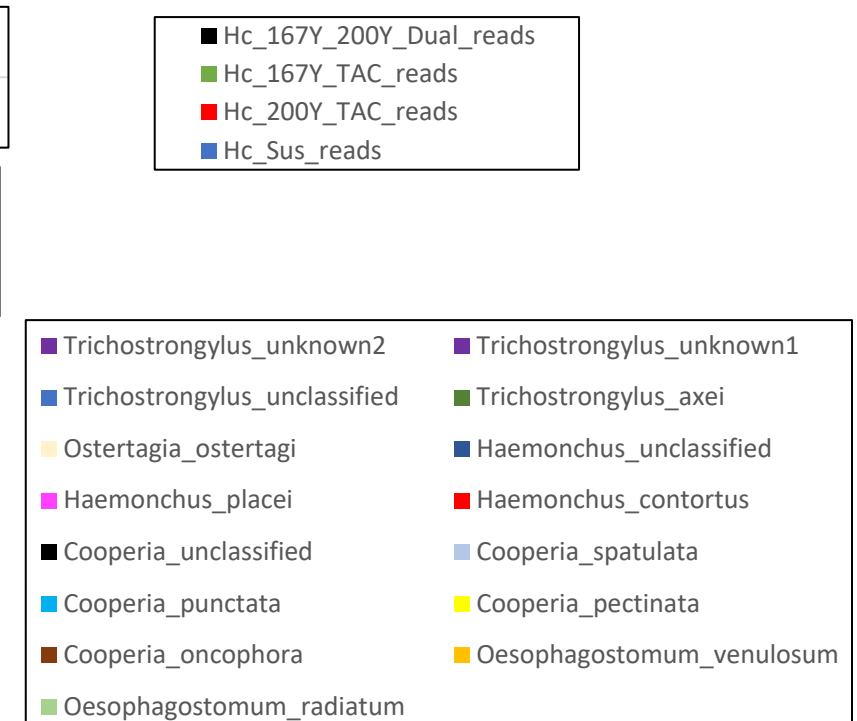 Hc_167Y_200Y_Dual_reads
Hc_167Y_TAC_reads
Hc_200Y_TAC_reads
Hc_Sus_reads
Trichostrongylus_unknown2 Trichostrongylus_unknown1
Trichostrongylus_unclassified Trichostrongylus_axei
Ostertagia_ostertagi Haemonchus_unclassified
Haemonchus_placei Haemonchus_contortus
Cooperia_unclassified Cooperia_spatulata
Cooperia_punctata Cooperia_pectinata
Cooperia_oncophora Oesophagostomum_venulosum
Oesophagostomum_radiatum